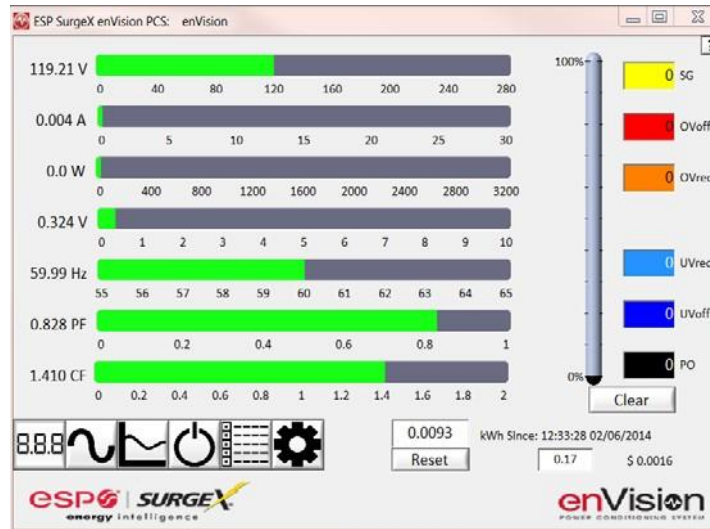 ESP SurgeX enVision PCS: enVision
?
119.21 V
0 40 80 120 160 200 240 280
0.004 A
0 5 10 15 20 25 30
0.0 W
0 400 800 1200 1600 2000 2400 2800 3200
0.324 V
0 1 2 3 4 5 6 7 8 9 10
59.99 Hz
55 56 57 58 59 60 61 62 63 64 65
0.828 PF
0 0.2 0.4 0.6 0.8 1
1.410 CF
0 0.2 0.4 0.6 0.8 1 1.2 1.4 1.6 1.8 2
100%
0%
0 SG
0 OVoff
0 OVrec
0 UVrec
0 UVoff
0 PO
Clear
8.8.8
0.0093 kWh Since: 12:33:28 02/06/2014
Reset 0.17 $ 0.0016
esp | SURGEX
energy intelligence
enVision
POWER CONDITIONING SYSTEM